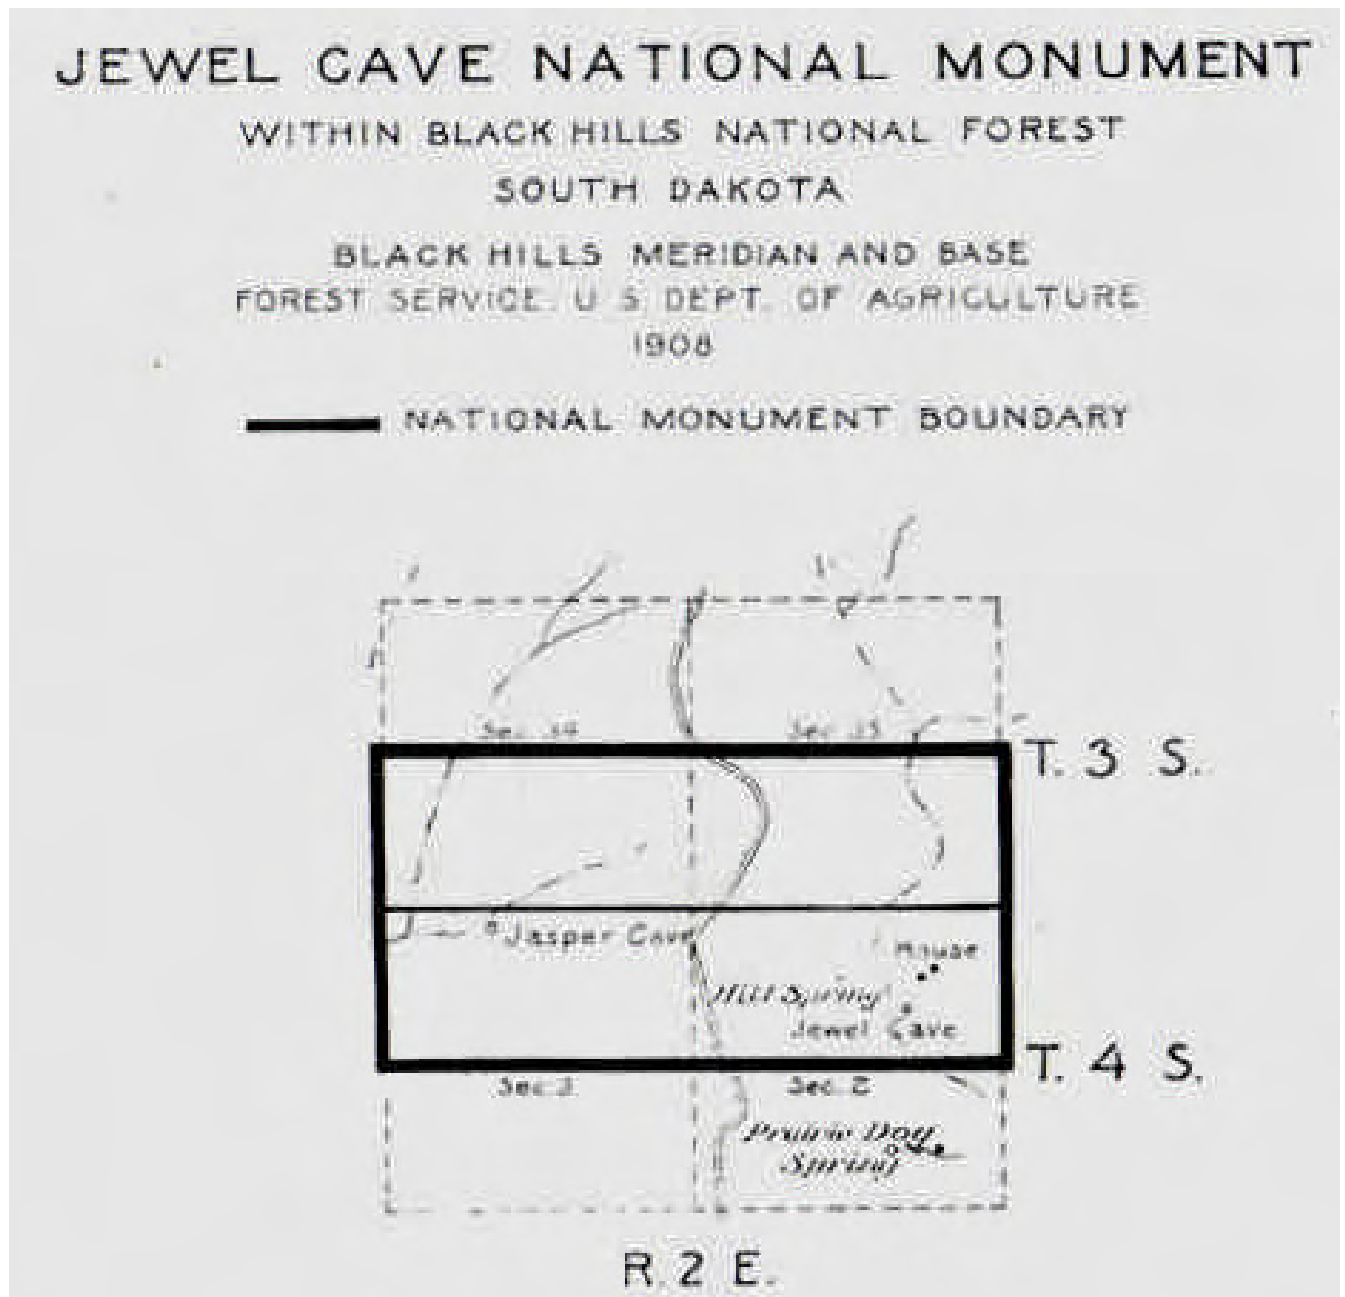 JEWEL CAVE NATIONAL MONUMENT
WITHIN BLACK HILLS NATIONAL FOREST
SOUTH DAKOTA
BLACK HILLS MERIDIAN AND BASE
FOREST SERVICE. U S DEPT. OF AGRICULTURE
1908
NATIONAL MONUMENT BOUNDARY
Sec.
Sec.
T. 3 S.
Jasper Cave
House
Hill Spring
Jewel Cave
T. 4 S.
Sec. 3
Sec. 2
Prairie Dog
Spring
R. 2 E.